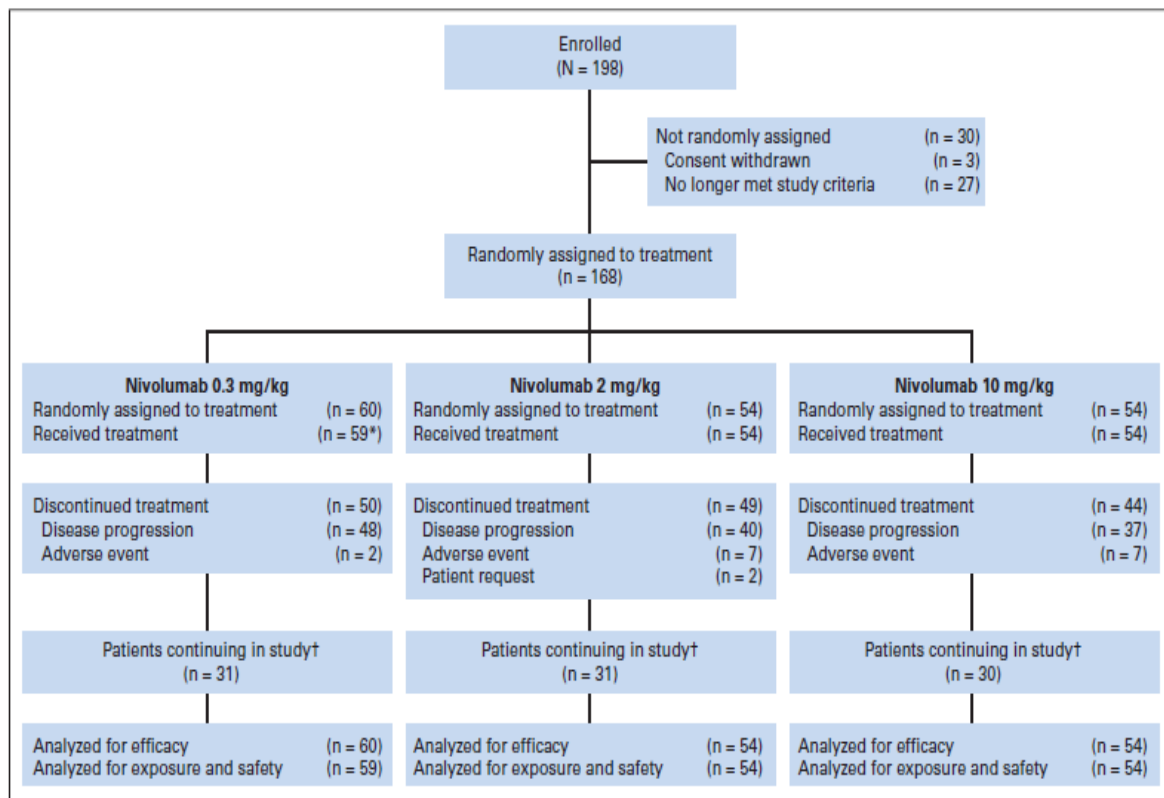 Enrolled
(N = 198)
Not randomly assigned (n = 30)
Consent withdrawn (n = 3)
No longer met study criteria (n = 27)
Randomly assigned to treatment
(n = 168)
Nivolumab 0.3 mg/kg
Randomly assigned to treatment (n = 60)
Received treatment (n = 59*)
Nivolumab 2 mg/kg
Randomly assigned to treatment (n = 54)
Received treatment (n = 54)
Nivolumab 10 mg/kg
Randomly assigned to treatment (n = 54)
Received treatment (n = 54)
Discontinued treatment (n = 50)
Disease progression (n = 48)
Adverse event (n = 2)
Discontinued treatment (n = 49)
Disease progression (n = 40)
Adverse event (n = 7)
Patient request (n = 2)
Discontinued treatment (n = 44)
Disease progression (n = 37)
Adverse event (n = 7)
Patients continuing in study†
(n = 31)
Patients continuing in study†
(n = 31)
Patients continuing in study†
(n = 30)
Analyzed for efficacy (n = 60)
Analyzed for exposure and safety (n = 59)
Analyzed for efficacy (n = 54)
Analyzed for exposure and safety (n = 54)
Analyzed for efficacy (n = 54)
Analyzed for exposure and safety (n = 54)